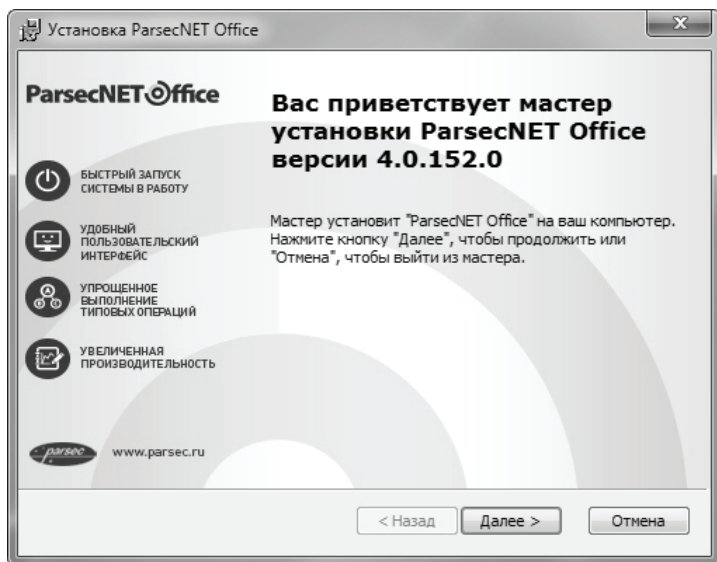 Установка ParsecNET Office
ParsecNET Office
Вас приветствует мастер
установки ParsecNET Office
версии 4.0.152.0
БЫСТРЫЙ ЗАПУСК
СИСТЕМЫ В РАБОТУ
УДОБНЫЙ
ПОЛЬЗОВАТЕЛЬСКИЙ
ИНТЕРФЕЙС
УПРОЩЕННОЕ
ВЫПОЛНЕНИЕ
ТИПОВЫХ ОПЕРАЦИЙ
УВЕЛИЧЕННАЯ
ПРОИЗВОДИТЕЛЬНОСТЬ
Мастер установит "ParsecNET Office" на ваш компьютер.
Нажмите кнопку "Далее", чтобы продолжить или
"Отмена", чтобы выйти из мастера.
parsec
www.parsec.ru
< Назад
Далее >
Отмена